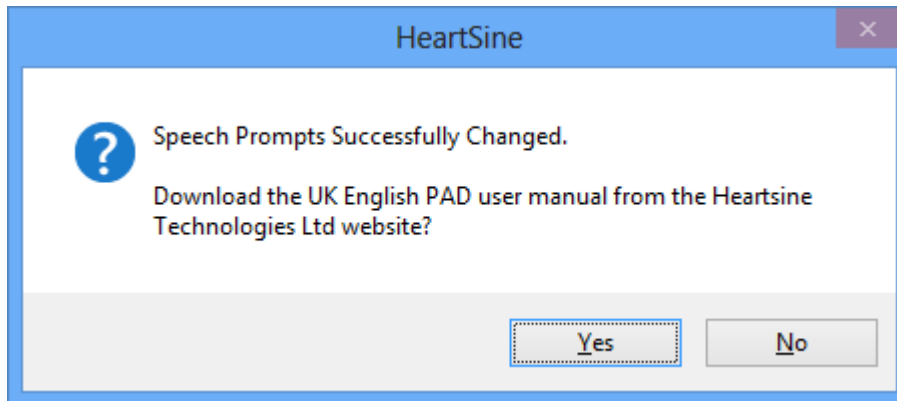 HeartSine
Speech Prompts Successfully Changed.
Download the UK English PAD user manual from the Heartsine
Technologies Ltd website?
Yes
No